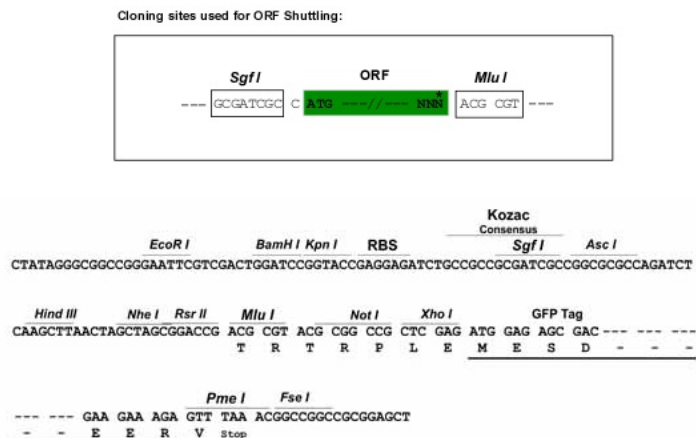 Cloning sites used for ORF Shuttling:
Sgf I ORF Mlu I
--- GCGATCGC C ATG ---//--- NNN* ACG CGT ---
Kozac
Consensus
EcoR I BamH I Kpn I RBS Sgf I Asc I
CTATAGGGCGGCCGGGAATTCGTCGACTGGATCCGGTACCGAGGAGATCTGCCGCCGCGATCGCCGGCGCGCCAGATCT
Hind III Nhe I Rsr II Mlu I Not I Xho I GFP Tag
CAAGCTTAACTAGCTAGCGGACCG ACG CGT ACG CGG CCG CTC GAG ATG GAG AGC GAC--- --- ---
T R T R P L E M E S D - - -
Pme I Fse I
--- --- GAA GAA AGA GTT TAA ACGGCCGGCCGCGGAGCT
- - E E R V Stop